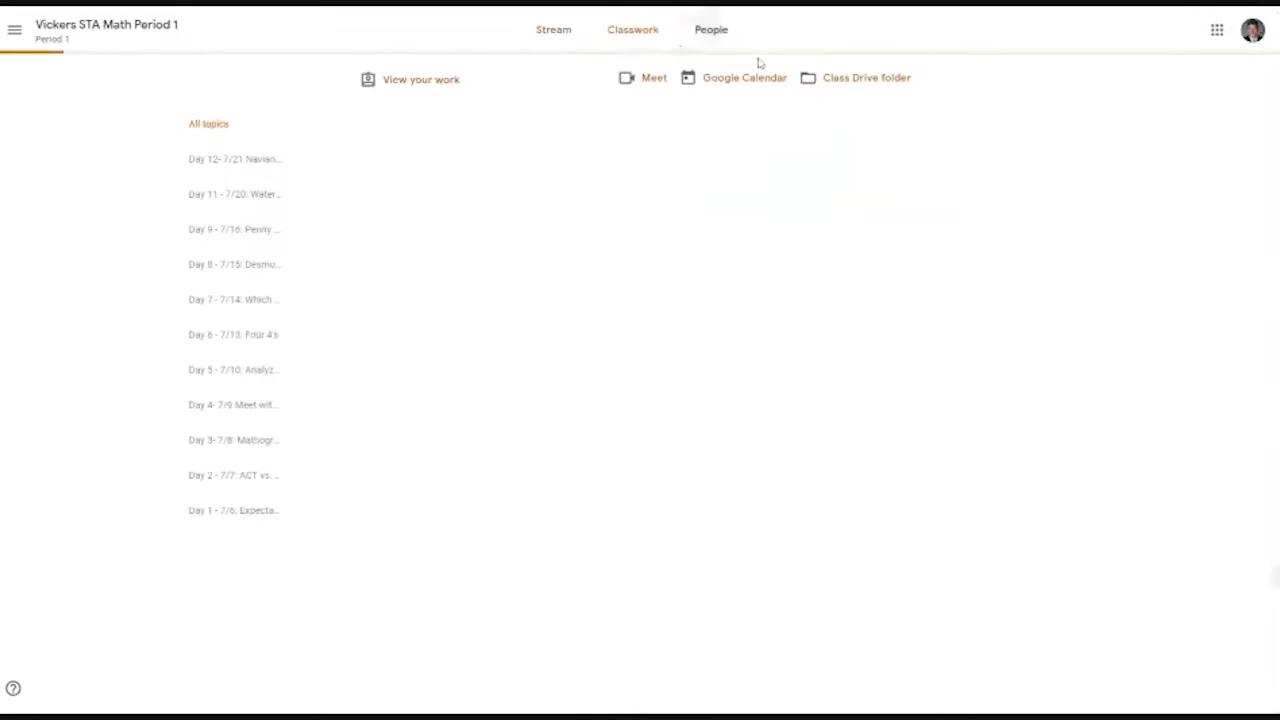 Vickers STA Math Period 1
Period 1
Stream
Classwork
People
View your work
Meet
Google Calendar
Class Drive folder
All topics
Day 12- 7/21 Navian...
Day 11 - 7/20: Water...
Day 9 - 7/16: Penny ...
Day 8 - 7/15: Desmo...
Day 7 - 7/14: Which ...
Day 6 - 7/13: Four 4's
Day 5 - 7/10: Analyz...
Day 4- 7/9 Meet wit...
Day 3- 7/8: Mathogr...
Day 2 - 7/7: ACT vs. ...
Day 1 - 7/6: Expecta...